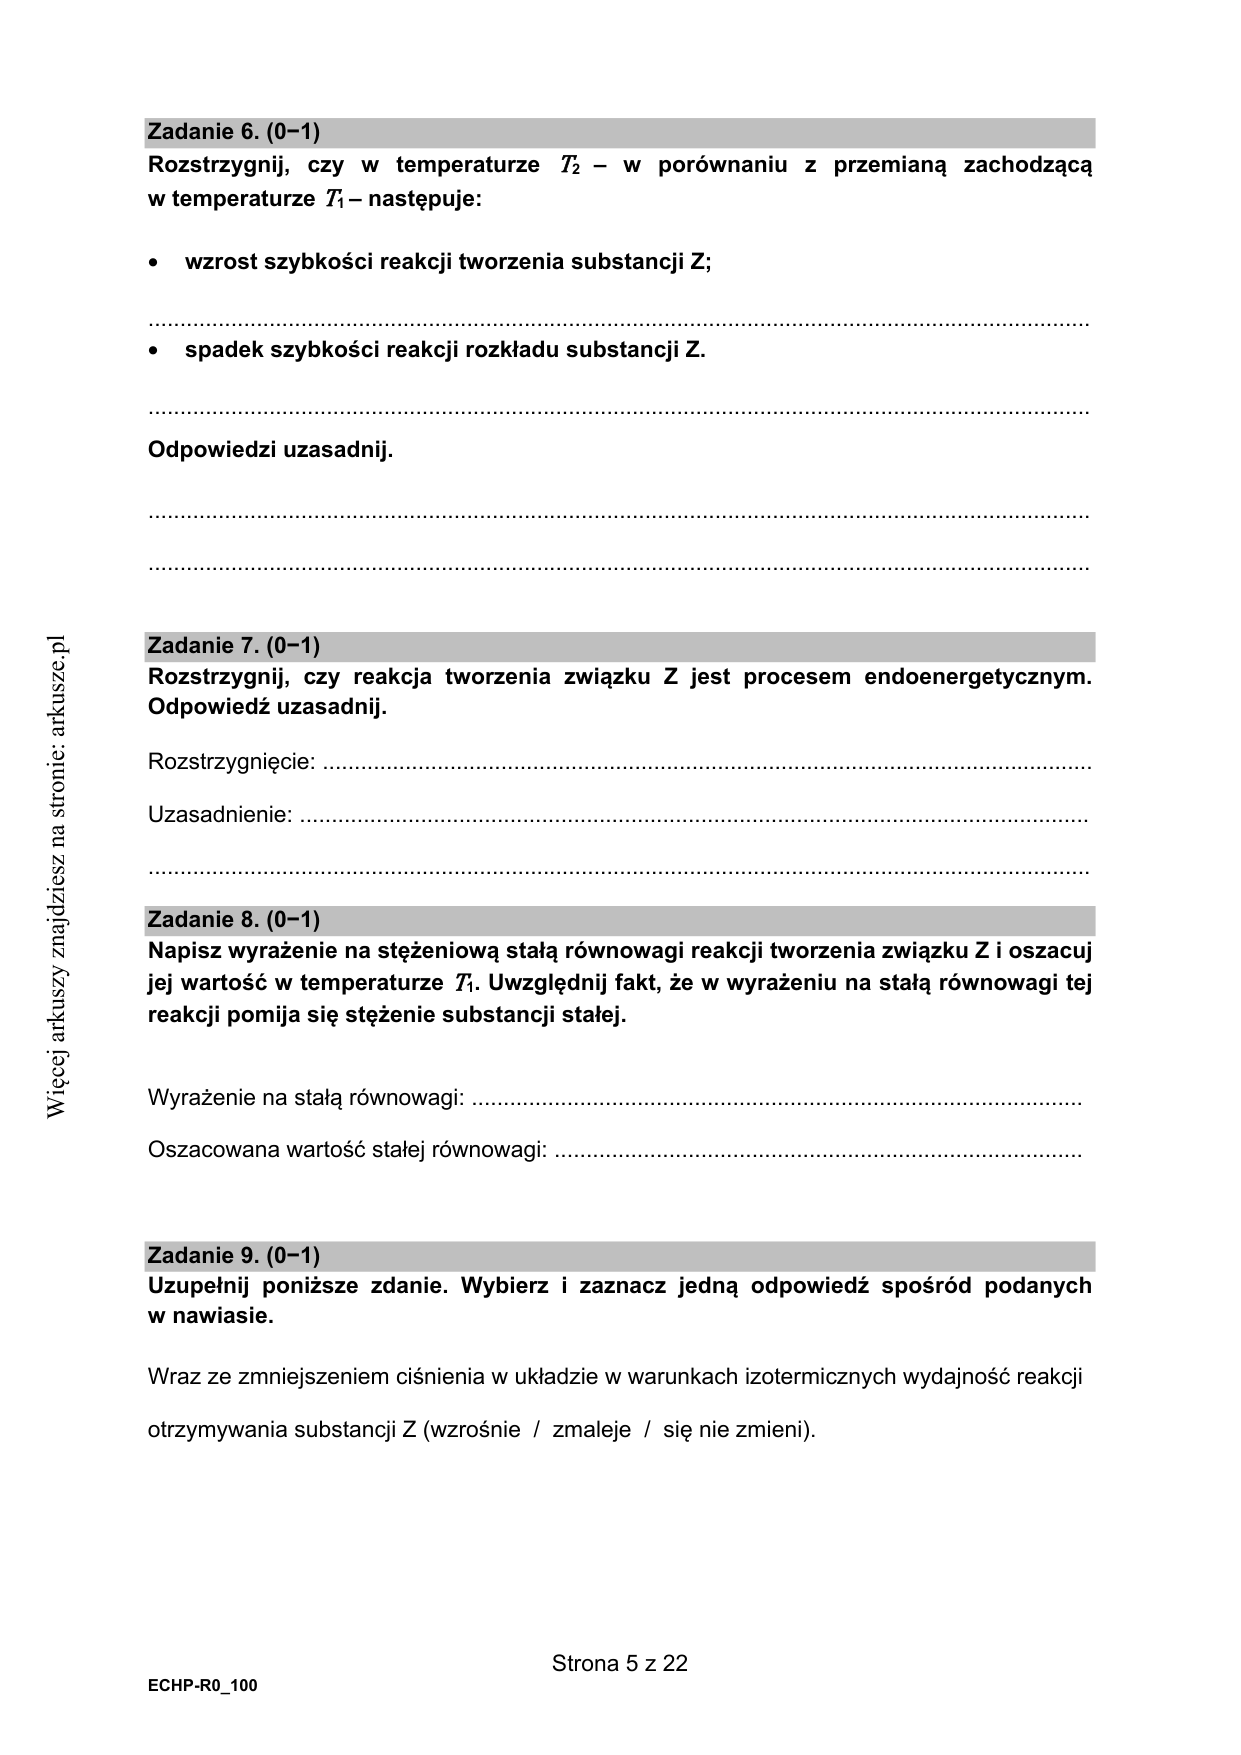 Zadanie 6. (0−1)
Rozstrzygnij, czy w temperaturze T₂ – w porównaniu z przemianą zachodzącą
w temperaturze T₁ – następuje:
• wzrost szybkości reakcji tworzenia substancji Z;
....................................................................................................................................................
• spadek szybkości reakcji rozkładu substancji Z.
....................................................................................................................................................
Odpowiedzi uzasadnij.
....................................................................................................................................................
....................................................................................................................................................
Zadanie 7. (0−1)
Rozstrzygnij, czy reakcja tworzenia związku Z jest procesem endoenergetycznym.
Odpowiedź uzasadnij.
Rozstrzygnięcie: ........................................................................................................................
Uzasadnienie: ...........................................................................................................................
....................................................................................................................................................
Zadanie 8. (0−1)
Napisz wyrażenie na stężeniową stałą równowagi reakcji tworzenia związku Z i oszacuj
jej wartość w temperaturze T₁. Uwzględnij fakt, że w wyrażeniu na stałą równowagi tej
reakcji pomija się stężenie substancji stałej.
Wyrażenie na stałą równowagi: ...............................................................................................
Oszacowana wartość stałej równowagi: ..................................................................................
Zadanie 9. (0−1)
Uzupełnij poniższe zdanie. Wybierz i zaznacz jedną odpowiedź spośród podanych
w nawiasie.
Wraz ze zmniejszeniem ciśnienia w układzie w warunkach izotermicznych wydajność reakcji
otrzymywania substancji Z (wzrośnie / zmaleje / się nie zmieni).
Strona 5 z 22
ECHP-R0_100
Więcej arkuszy znajdziesz na stronie: arkusze.pl